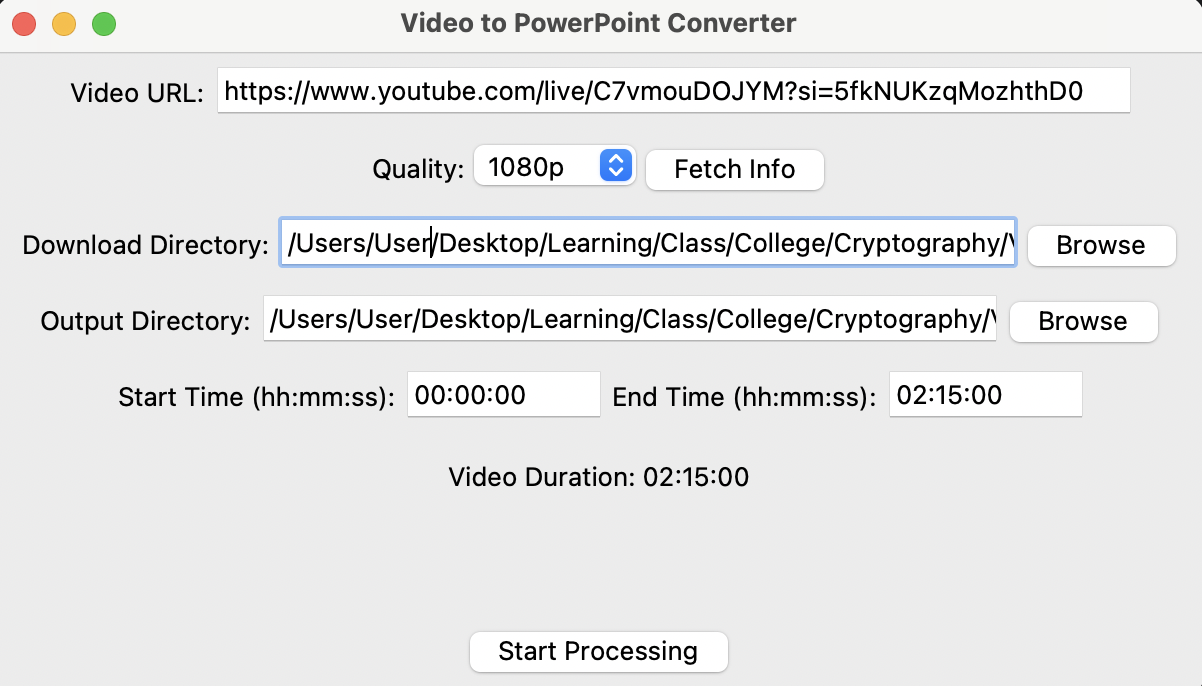 Video to PowerPoint Converter
Video URL: https://www.youtube.com/live/C7vmouDOJYM?si=5fkNUKzqMozhthD0
Quality: 1080p Fetch Info
Download Directory: /Users/User/Desktop/Learning/Class/College/Cryptography/ Browse
Output Directory: /Users/User/Desktop/Learning/Class/College/Cryptography/ Browse
Start Time (hh:mm:ss): 00:00:00 End Time (hh:mm:ss): 02:15:00
Video Duration: 02:15:00
Start Processing